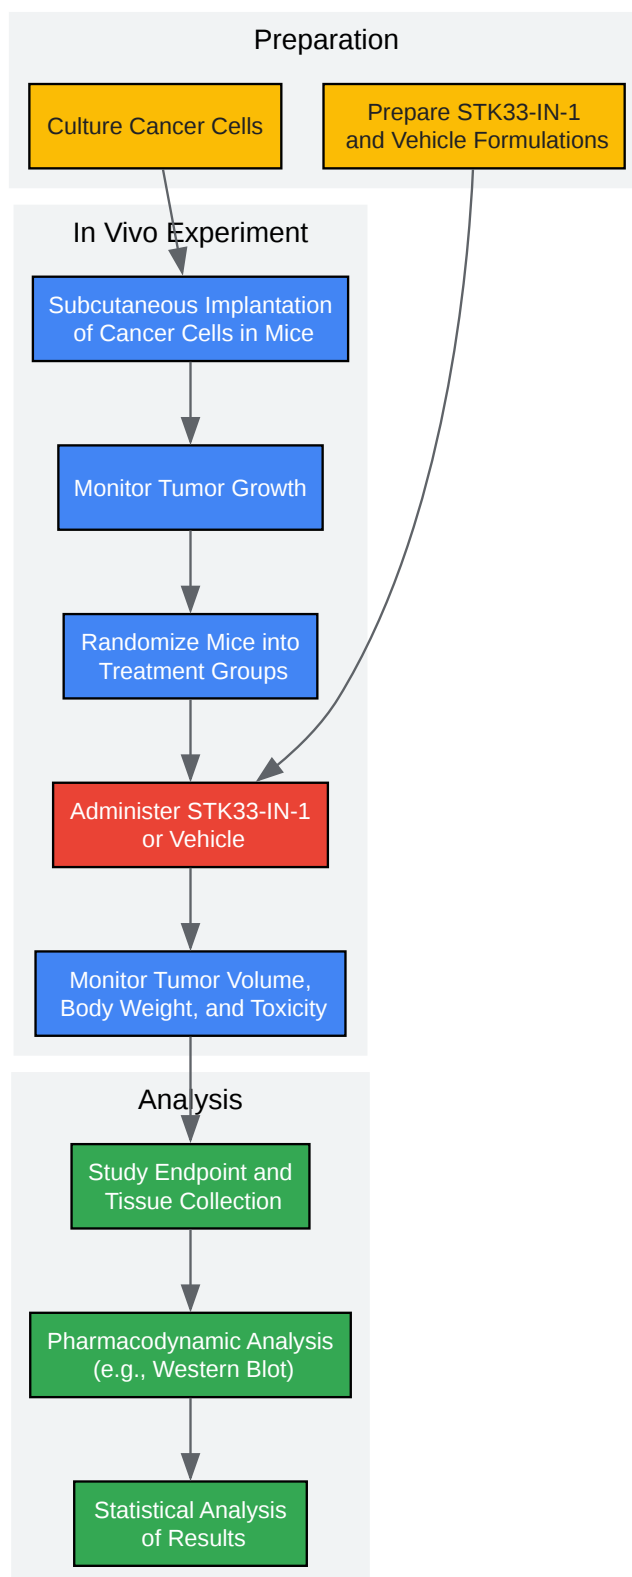 Preparation
Culture Cancer Cells
Prepare STK33-IN-1
and Vehicle Formulations
In Vivo Experiment
Subcutaneous Implantation
of Cancer Cells in Mice
Monitor Tumor Growth
Randomize Mice into
Treatment Groups
Administer STK33-IN-1
or Vehicle
Monitor Tumor Volume,
Body Weight, and Toxicity
Analysis
Study Endpoint and
Tissue Collection
Pharmacodynamic Analysis
(e.g., Western Blot)
Statistical Analysis
of Results